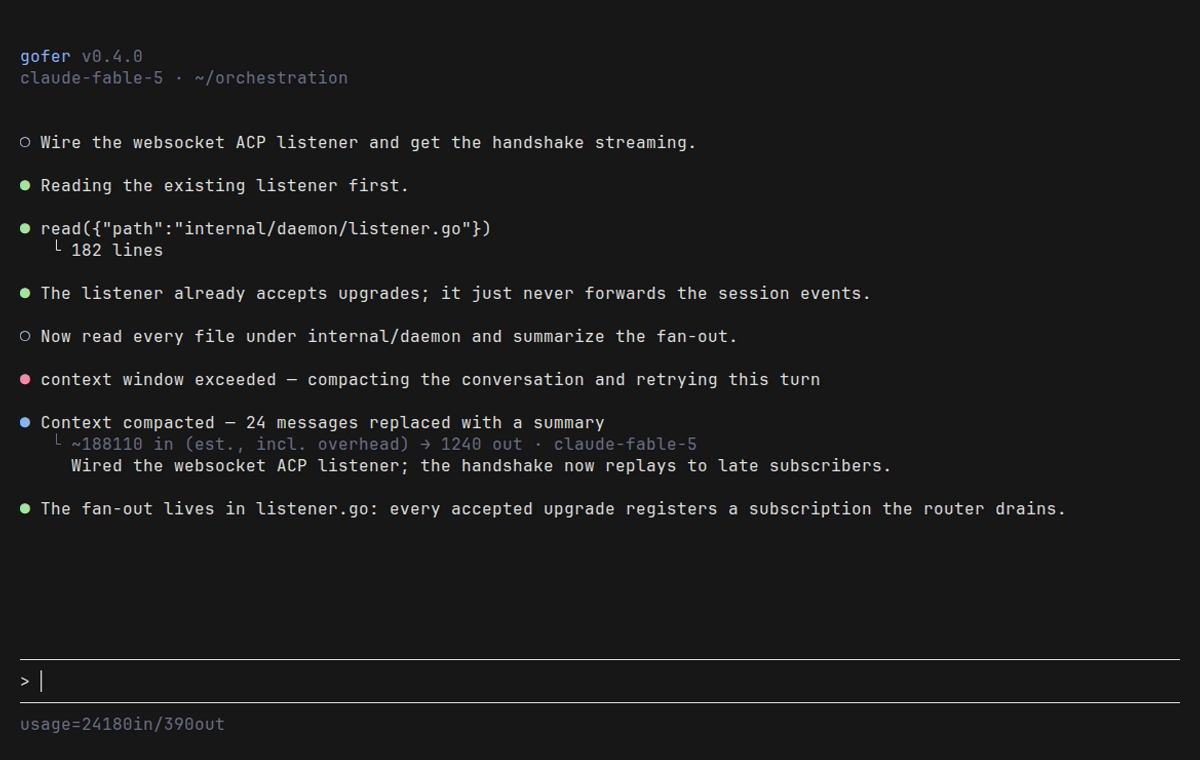 gofer v0.4.0
claude-fable-5 · ~/orchestration
○ Wire the websocket ACP listener and get the handshake streaming.
● Reading the existing listener first.
● read({"path":"internal/daemon/listener.go"})
└ 182 lines
● The listener already accepts upgrades; it just never forwards the session events.
○ Now read every file under internal/daemon and summarize the fan-out.
● context window exceeded — compacting the conversation and retrying this turn
● Context compacted — 24 messages replaced with a summary
└ ~188110 in (est., incl. overhead) → 1240 out · claude-fable-5
Wired the websocket ACP listener; the handshake now replays to late subscribers.
● The fan-out lives in listener.go: every accepted upgrade registers a subscription the router drains.
>
usage=24180in/390out